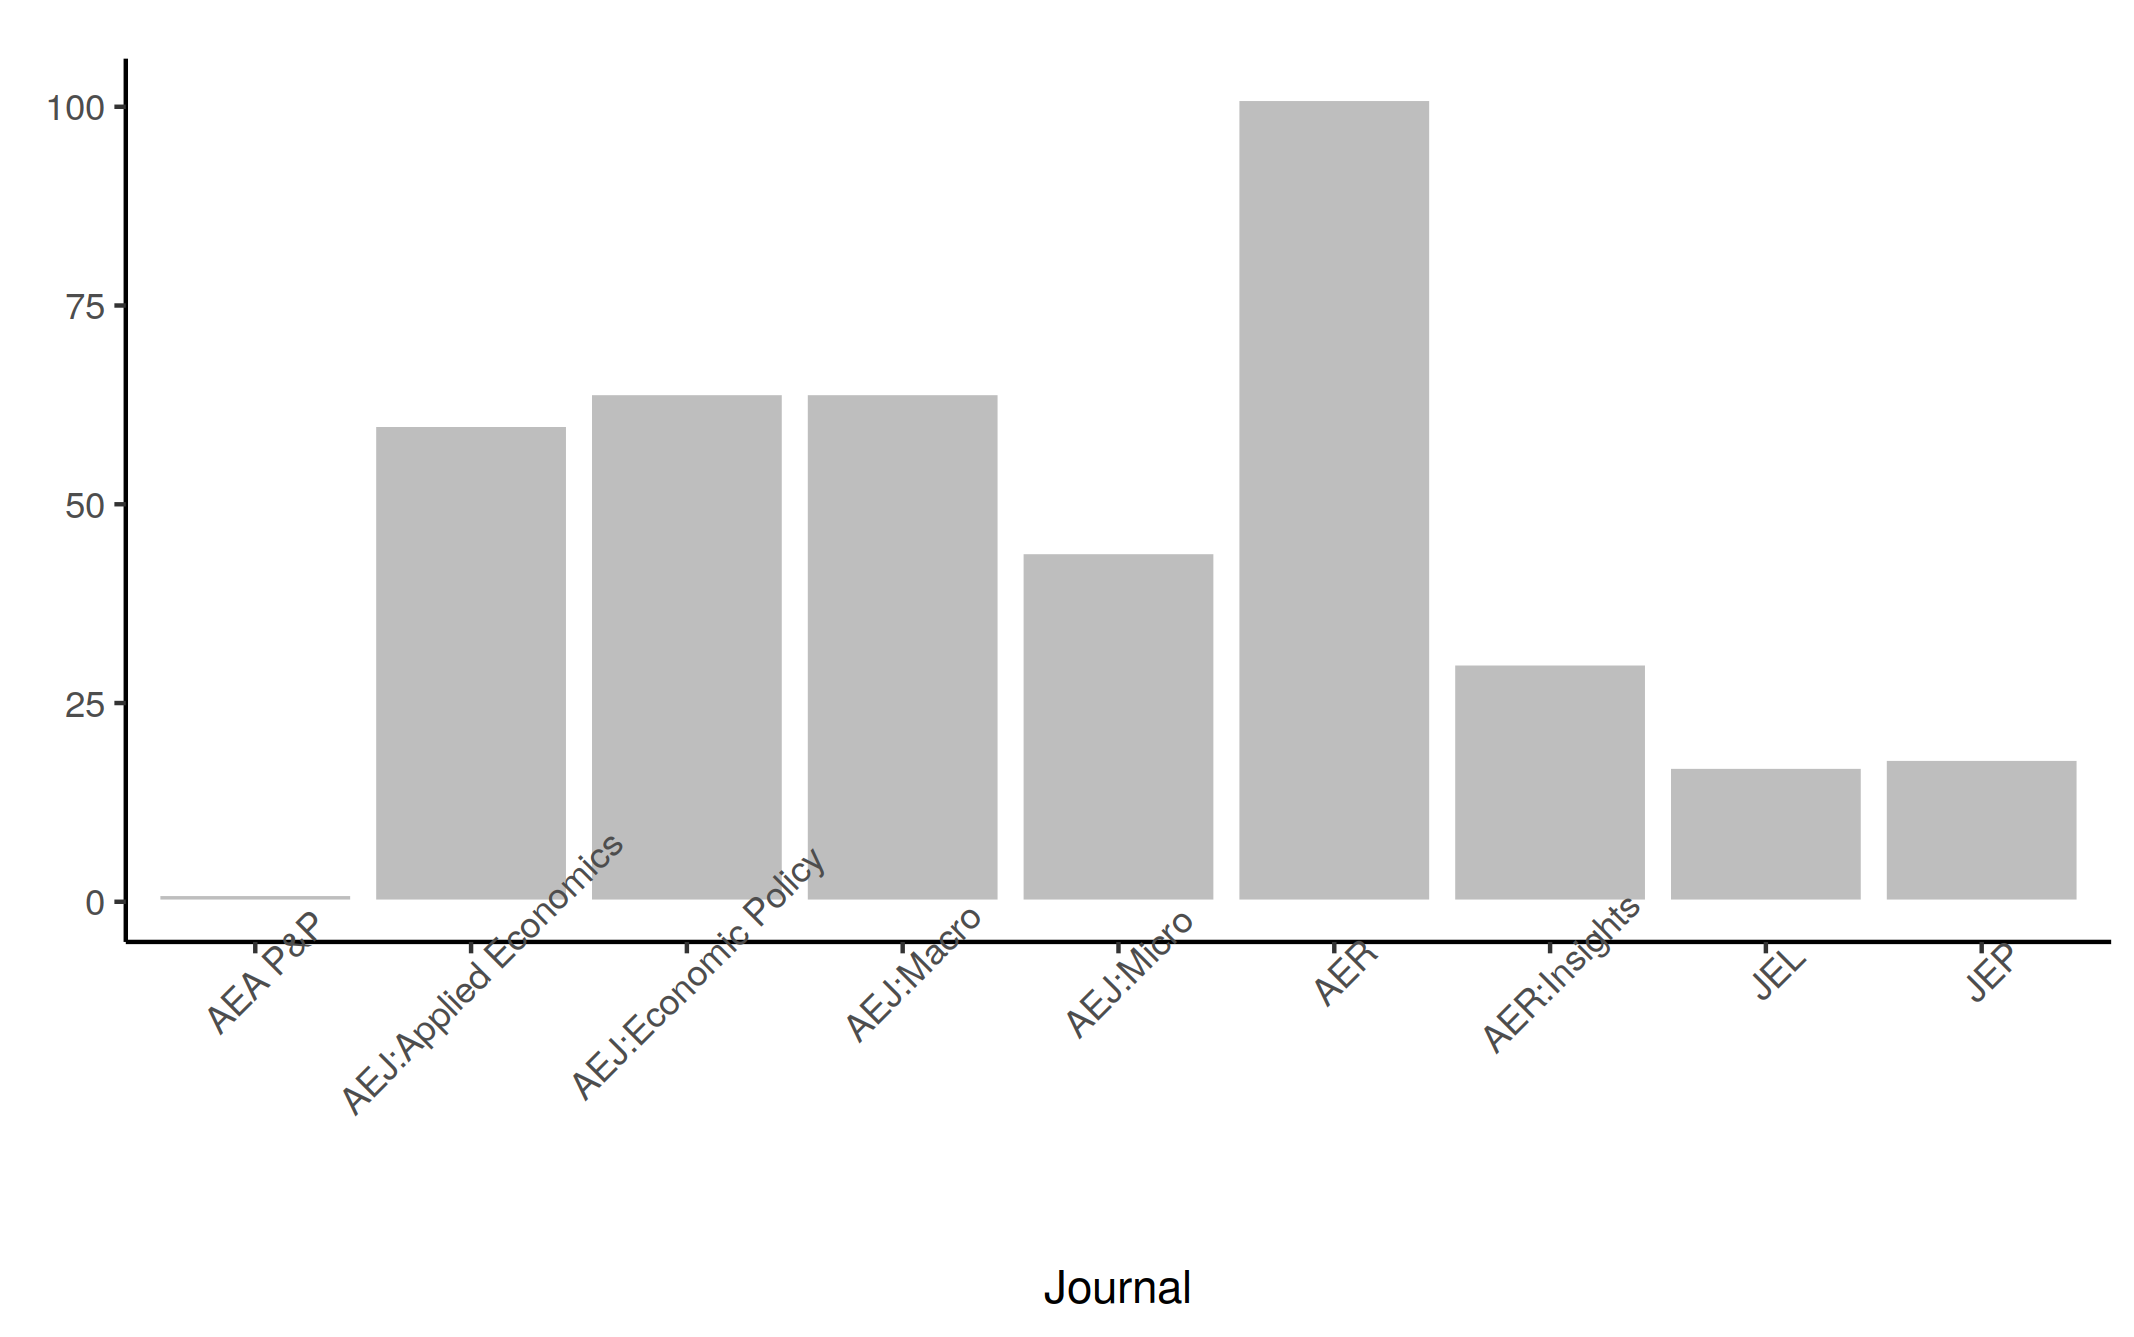 100
75
50
25
0
AEA P&P
AEJ:Applied Economics
AEJ:Economic Policy
AEJ:Macro
AEJ:Micro
AER
AER:Insights
JEL
JEP
Journal